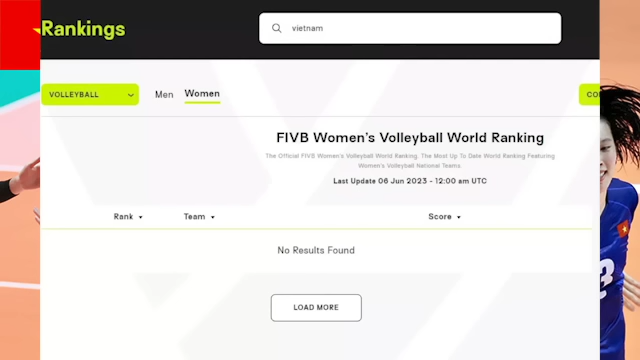 Rankings
vietnam
VOLLEYBALL
Men
Women
FIVB Women's Volleyball World Ranking
The Official FIVB Women's Volleyball World Ranking. The Most Up To Date World Ranking Featuring
Women's Volleyball National Teams.
Last Update 06 Jun 2023 - 12:00 am UTC
Rank
Team
Score
No Results Found
LOAD MORE